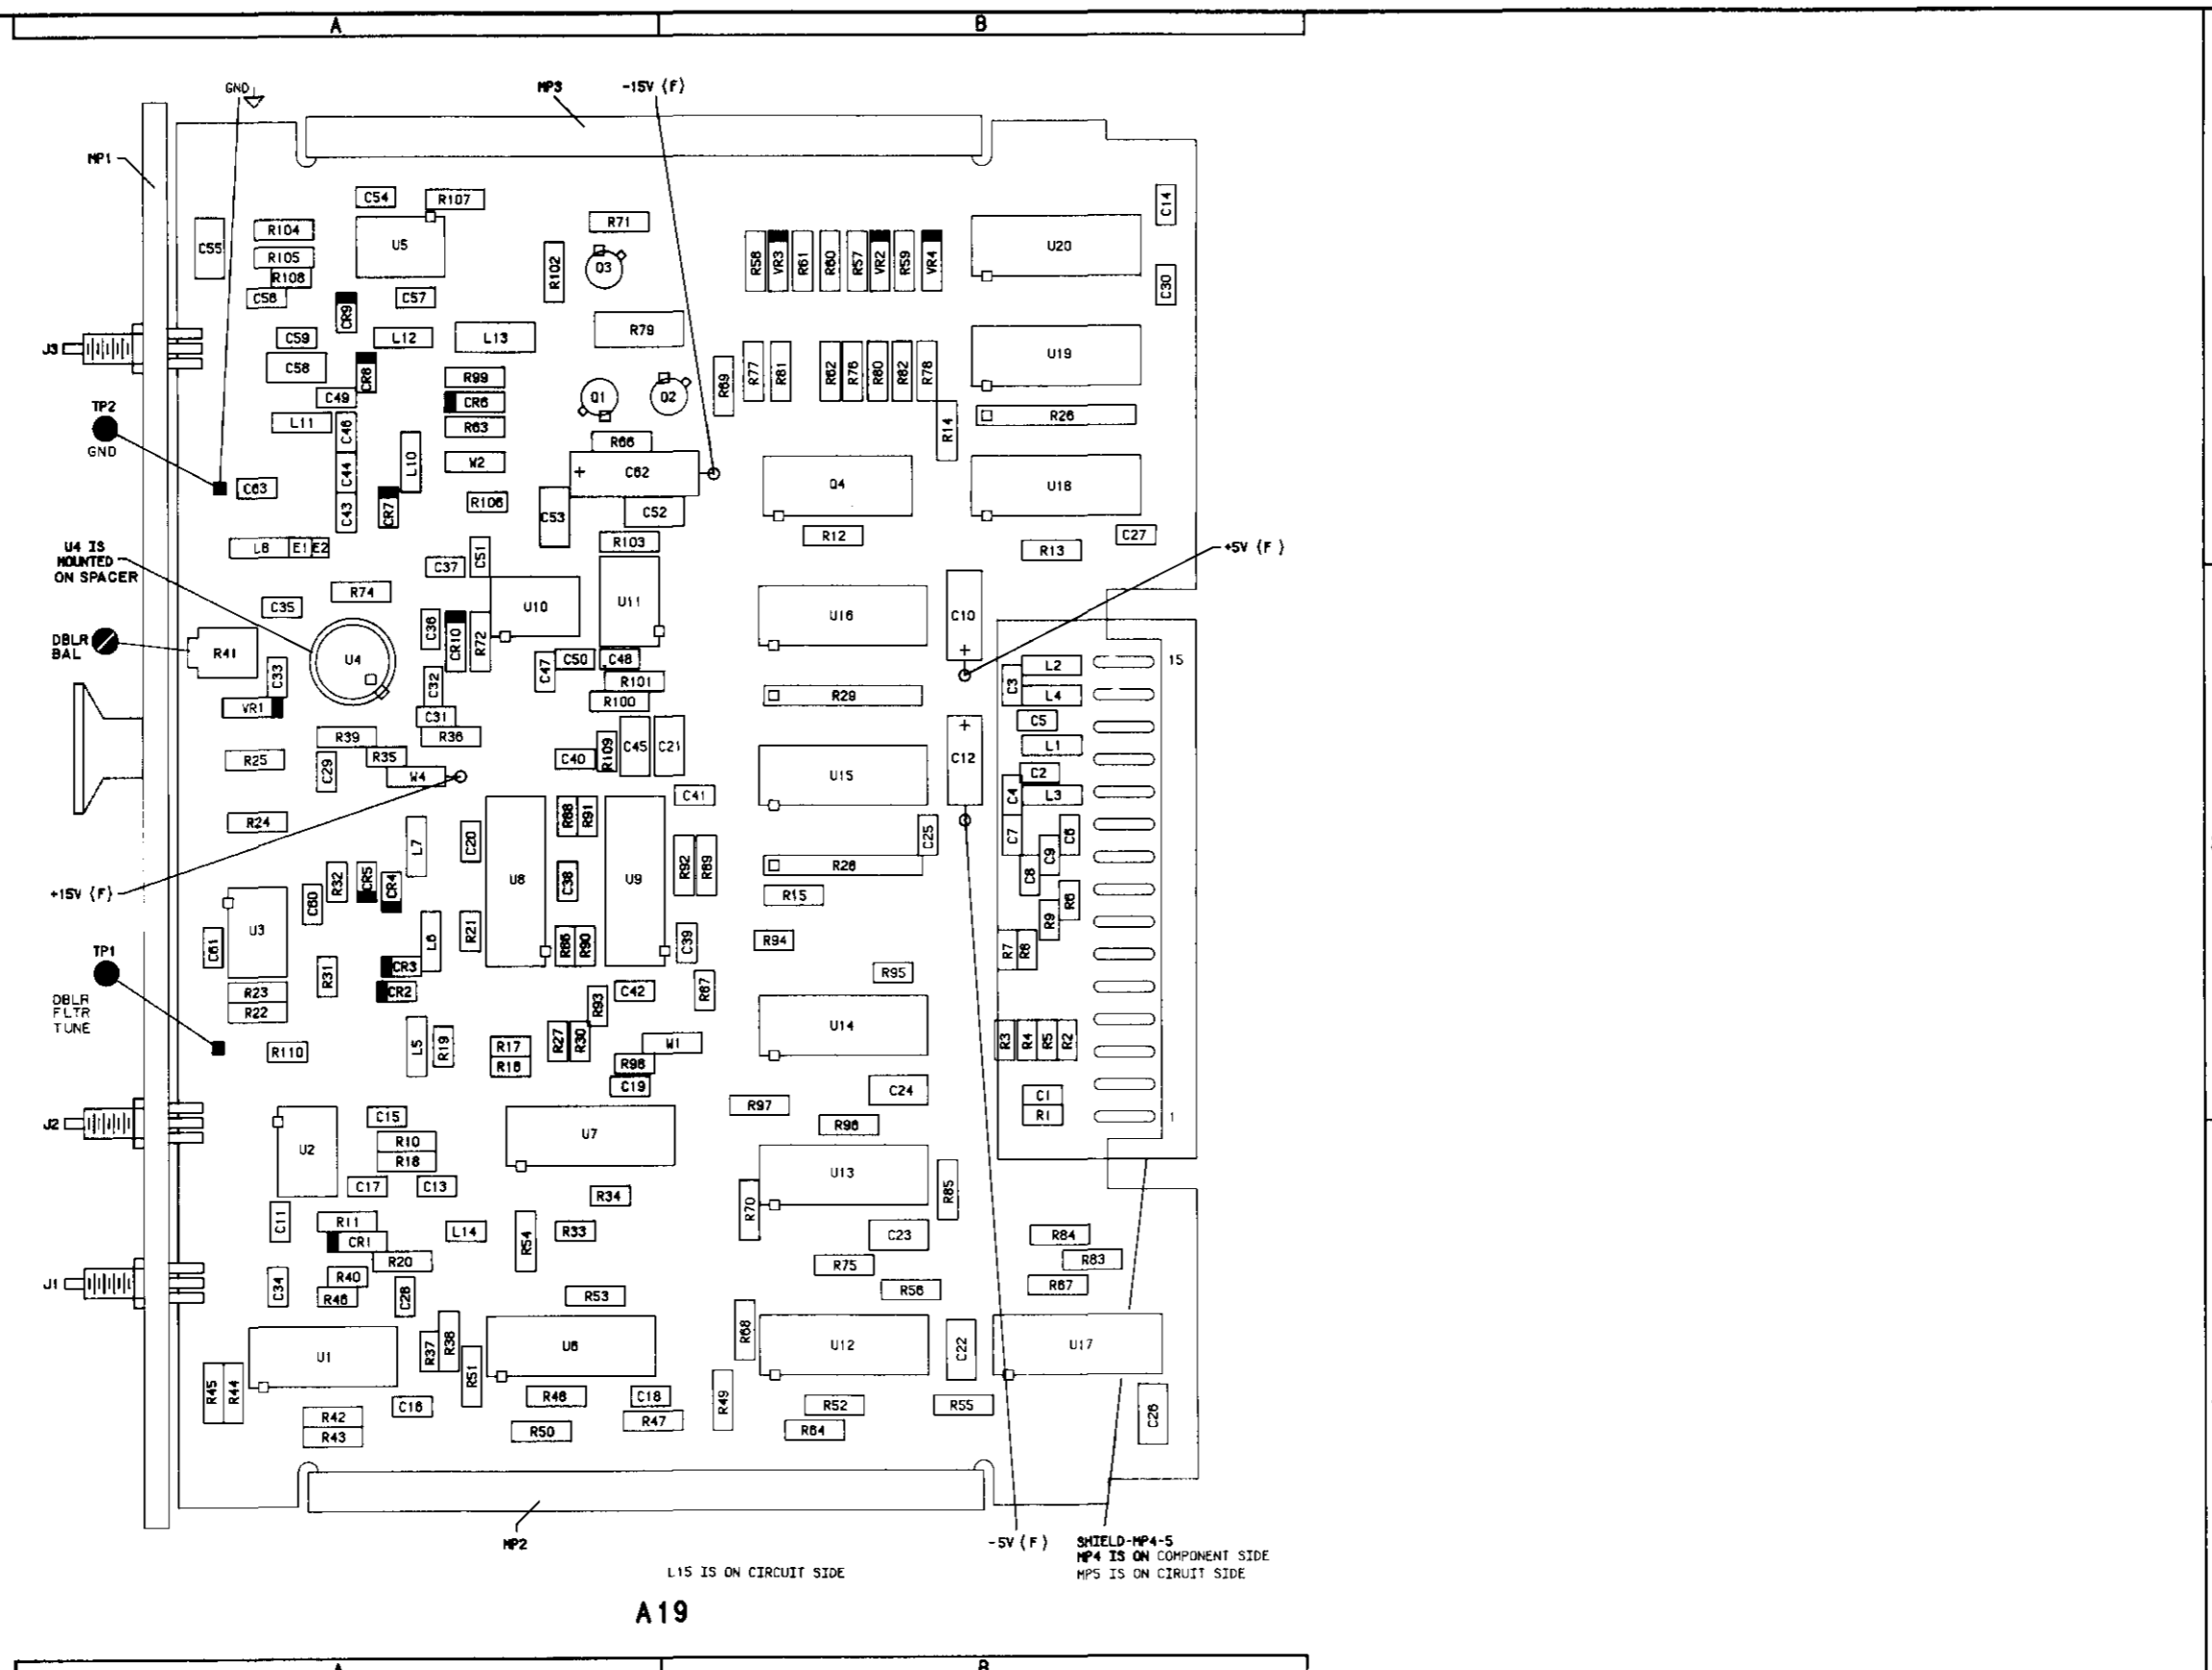 A
B
GND
MP3
-15V (F)
MP1
C54
R107
C14
C55
R104
U5
R71
U20
R105
R102
Q3
R58
VR3
R61
R60
R57
VR2
R59
VR4
R108
C56
C57
C30
CR9
J3
C59
L12
L13
R79
U19
C58
CR8
R69
R77
R81
R62
R76
R80
R82
R78
R99
TP2
C49
CR6
Q1
Q2
GND
L11
C46
R63
R66
R14
R26
C44
L10
W2
C62
Q4
U18
C63
C43
CR7
R106
C53
C52
R12
C27
U4 IS
MOUNTED
ON SPACER
L8
E1
E2
R103
R13
+5V (F)
C37
C51
R74
C35
U10
U11
U16
C10
DBLR
BAL
R41
U4
C36
CR10
R72
C33
C32
C47
C50
C48
C3
L2
15
R101
VR1
C31
R100
R29
L4
C5
R39
R36
R25
R35
C29
W4
C40
R109
C45
C21
U15
C12
L1
C2
C41
C4
L3
R24
L7
C20
R88
R91
C25
C7
C6
R92
R89
R28
C9
C8
+15V (F)
C60
R32
CR5
CR4
U8
C38
U9
R15
R6
U3
C61
L6
R21
R86
R90
C39
R94
R9
R7
R8
TP1
R31
CR3
R95
DBLR
FLTR
TUNE
R23
R22
CR2
R93
C42
R87
U14
R110
L5
R19
R17
R16
R27
R30
W1
R98
C19
R3
R4
R5
R2
C24
C1
R1
1
J2
C15
R97
R96
U2
R10
R18
U7
U13
C17
C13
R34
R70
R85
C11
R11
CR1
L14
R54
R33
C23
R84
R20
R75
R83
J1
C34
R40
R46
C28
R53
R56
R67
U1
R37
R38
R51
U6
R68
U12
C22
U17
R45
R44
R48
C18
R49
R52
R55
C26
R42
C16
R43
R50
R47
R64
MP2
-5V (F)
SHIELD-MP4-5
MP4 IS ON COMPONENT SIDE
MP5 IS ON CIRUIT SIDE
L15 IS ON CIRCUIT SIDE
A19
A
B